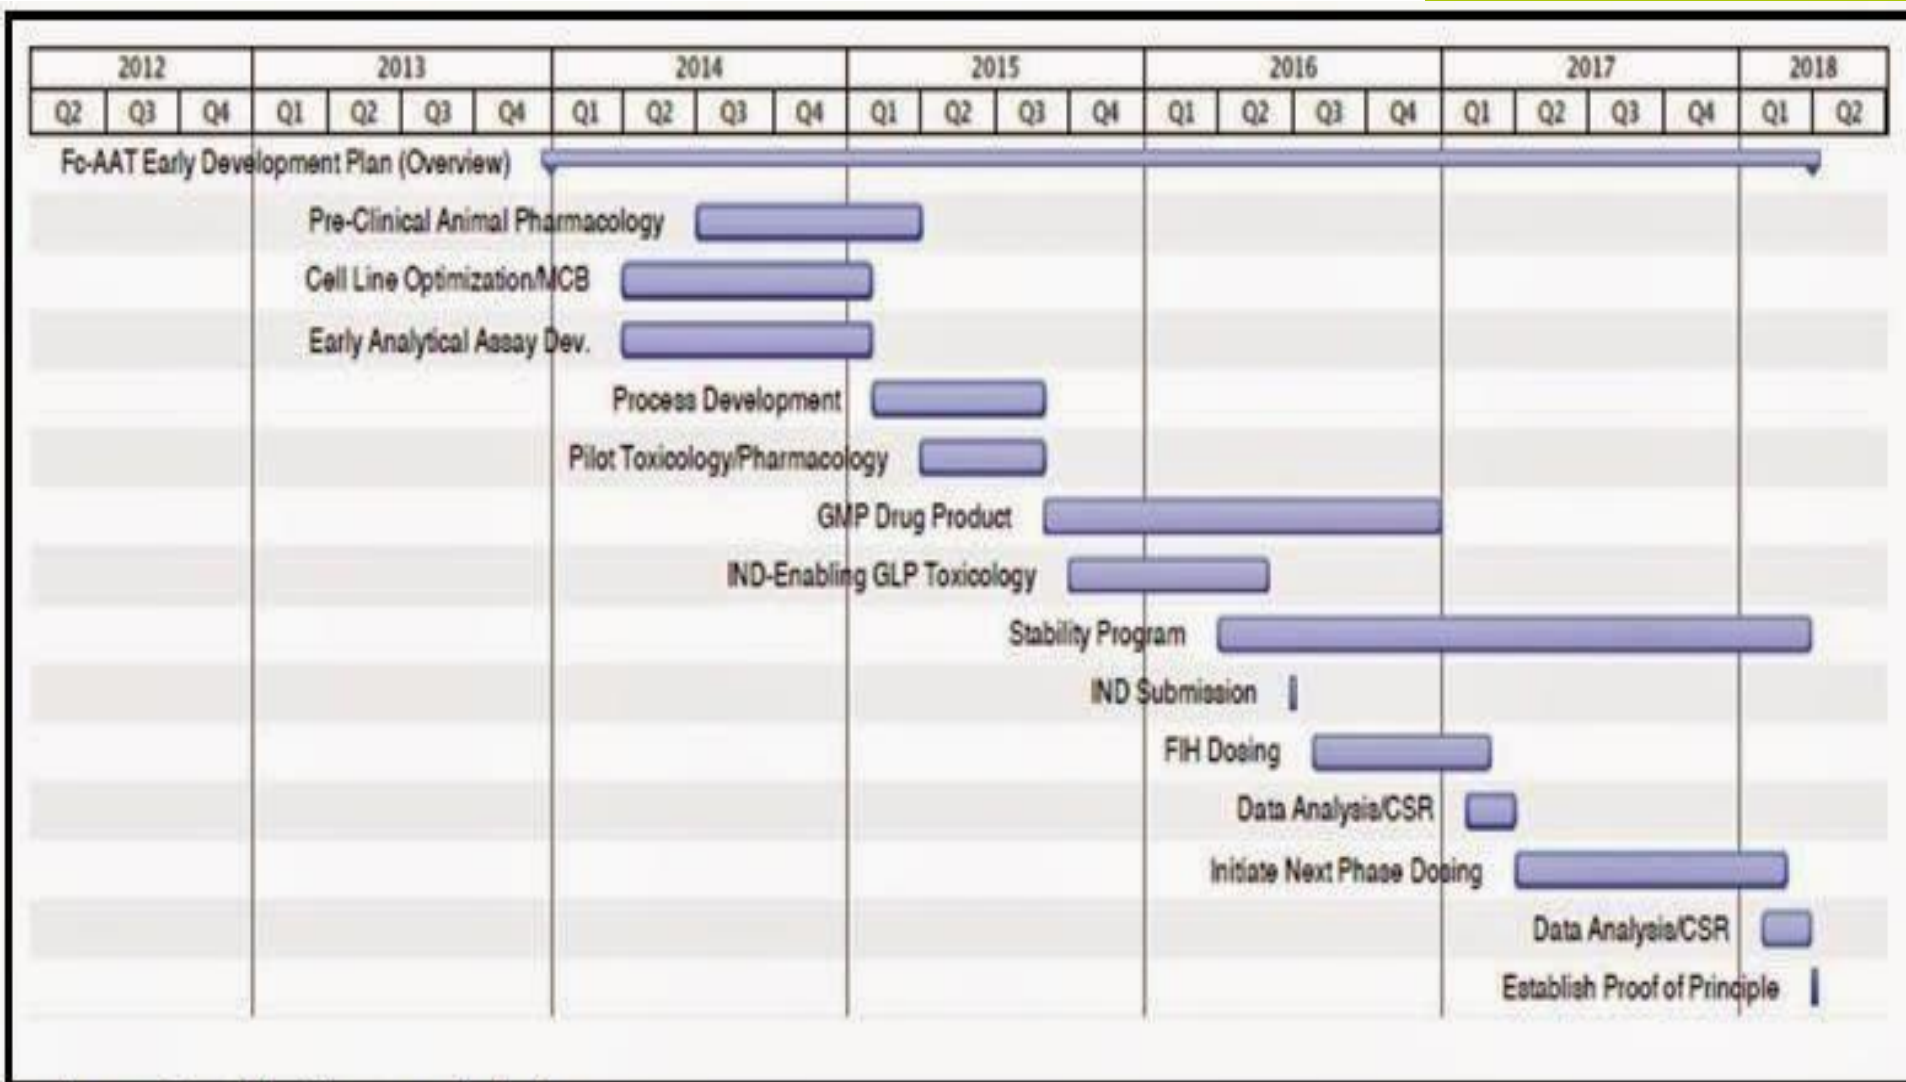 2012 2013 2014 2015 2016 2017 2018
Q2 Q3 Q4 Q1 Q2 Q3 Q4 Q1 Q2 Q3 Q4 Q1 Q2 Q3 Q4 Q1 Q2 Q3 Q4 Q1 Q2 Q3 Q4 Q1 Q2
Fc-AAT Early Development Plan (Overview)
Pre-Clinical Animal Pharmacology
Cell Line Optimization/MCB
Early Analytical Assay Dev.
Process Development
Pilot Toxicology/Pharmacology
GMP Drug Product
IND-Enabling GLP Toxicology
Stability Program
IND Submission
FIH Dosing
Data Analysis/CSR
Initiate Next Phase Dosing
Data Analysis/CSR
Establish Proof of Principle